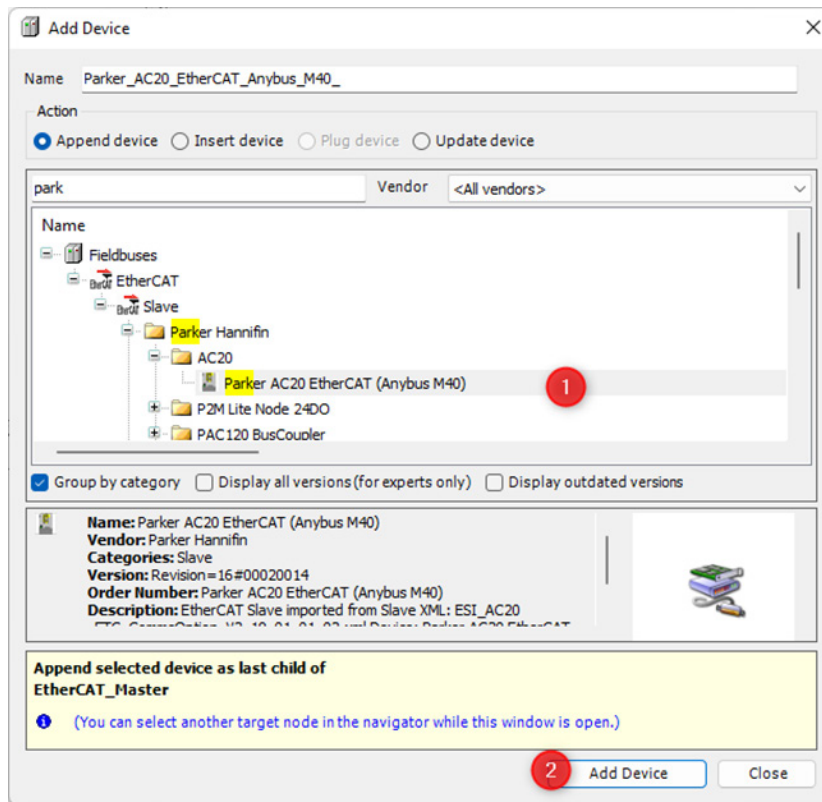 Add Device
Name Parker_AC20_EtherCAT_Anybus_M40_
Action
Append device Insert device Plug device Update device
park Vendor <All vendors>
Name
Fieldbuses
EtherCAT
Slave
Parker Hannifin
AC20
Parker AC20 EtherCAT (Anybus M40)
1
P2M Lite Node 24DO
PAC120 BusCoupler
Group by category Display all versions (for experts only) Display outdated versions
Name: Parker AC20 EtherCAT (Anybus M40)
Vendor: Parker Hannifin
Categories: Slave
Version: Revision=16#00020014
Order Number: Parker AC20 EtherCAT (Anybus M40)
Description: EtherCAT Slave imported from Slave XML: ESI_AC20
Append selected device as last child of
EtherCAT_Master
(You can select another target node in the navigator while this window is open.)
2 Add Device Close